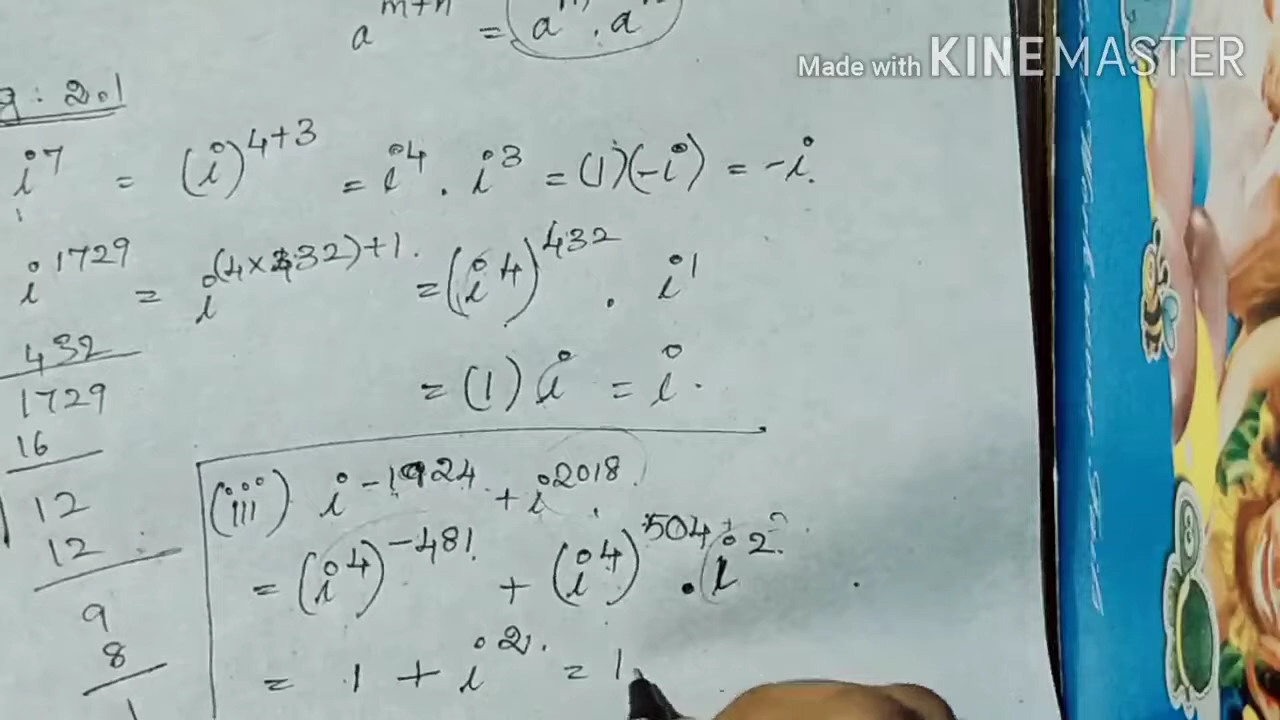 a^{m+n} = a^m . a^n
Made with KINEMASTER
g : 2.1
i^7 = (i)^{4+3} = i^4 . i^3 = (1)(-i) = -i.
i^{1729} = i^{(4×432)+1}. = (i^4)^{432} . i^1
432
1729
16
12
12
9
8
1
= (1) i = i.
(iii) i^{-1924} + i^{2018}.
= (i^4)^{-481} + (i^4)^{504} . i^2.
= 1 + i^2. = 1